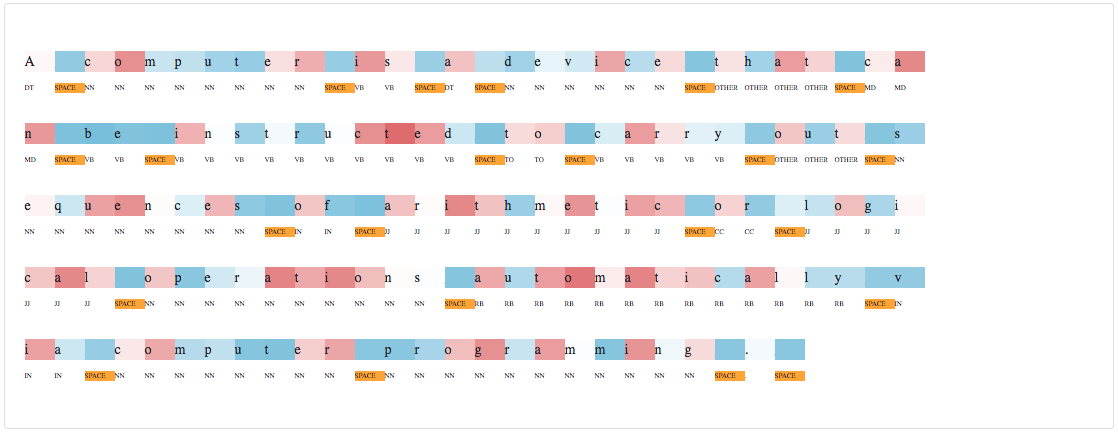 A c o m p u t e r i s a d e v i c e t h a t c a
DT SPACE NN NN NN NN NN NN NN NN SPACE VB VB SPACE DT SPACE NN NN NN NN NN NN SPACE OTHER OTHER OTHER OTHER SPACE MD MD
n b e i n s t r u c t e d t o c a r r y o u t s
MD SPACE VB VB SPACE VB VB VB VB VB VB VB VB VB VB SPACE TO TO SPACE VB VB VB VB VB SPACE OTHER OTHER OTHER SPACE NN
e q u e n c e s o f a r i t h m e t i c o r l o g i
NN NN NN NN NN NN NN NN SPACE IN IN SPACE JJ JJ JJ JJ JJ JJ JJ JJ JJ JJ SPACE CC CC SPACE JJ JJ JJ JJ
c a l o p e r a t i o n s a u t o m a t i c a l l y v
JJ JJ JJ SPACE NN NN NN NN NN NN NN NN NN NN SPACE RB RB RB RB RB RB RB RB RB RB RB RB RB SPACE IN
i a c o m p u t e r p r o g r a m m i n g .
IN IN SPACE NN NN NN NN NN NN NN NN SPACE NN NN NN NN NN NN NN NN NN NN NN SPACE . SPACE